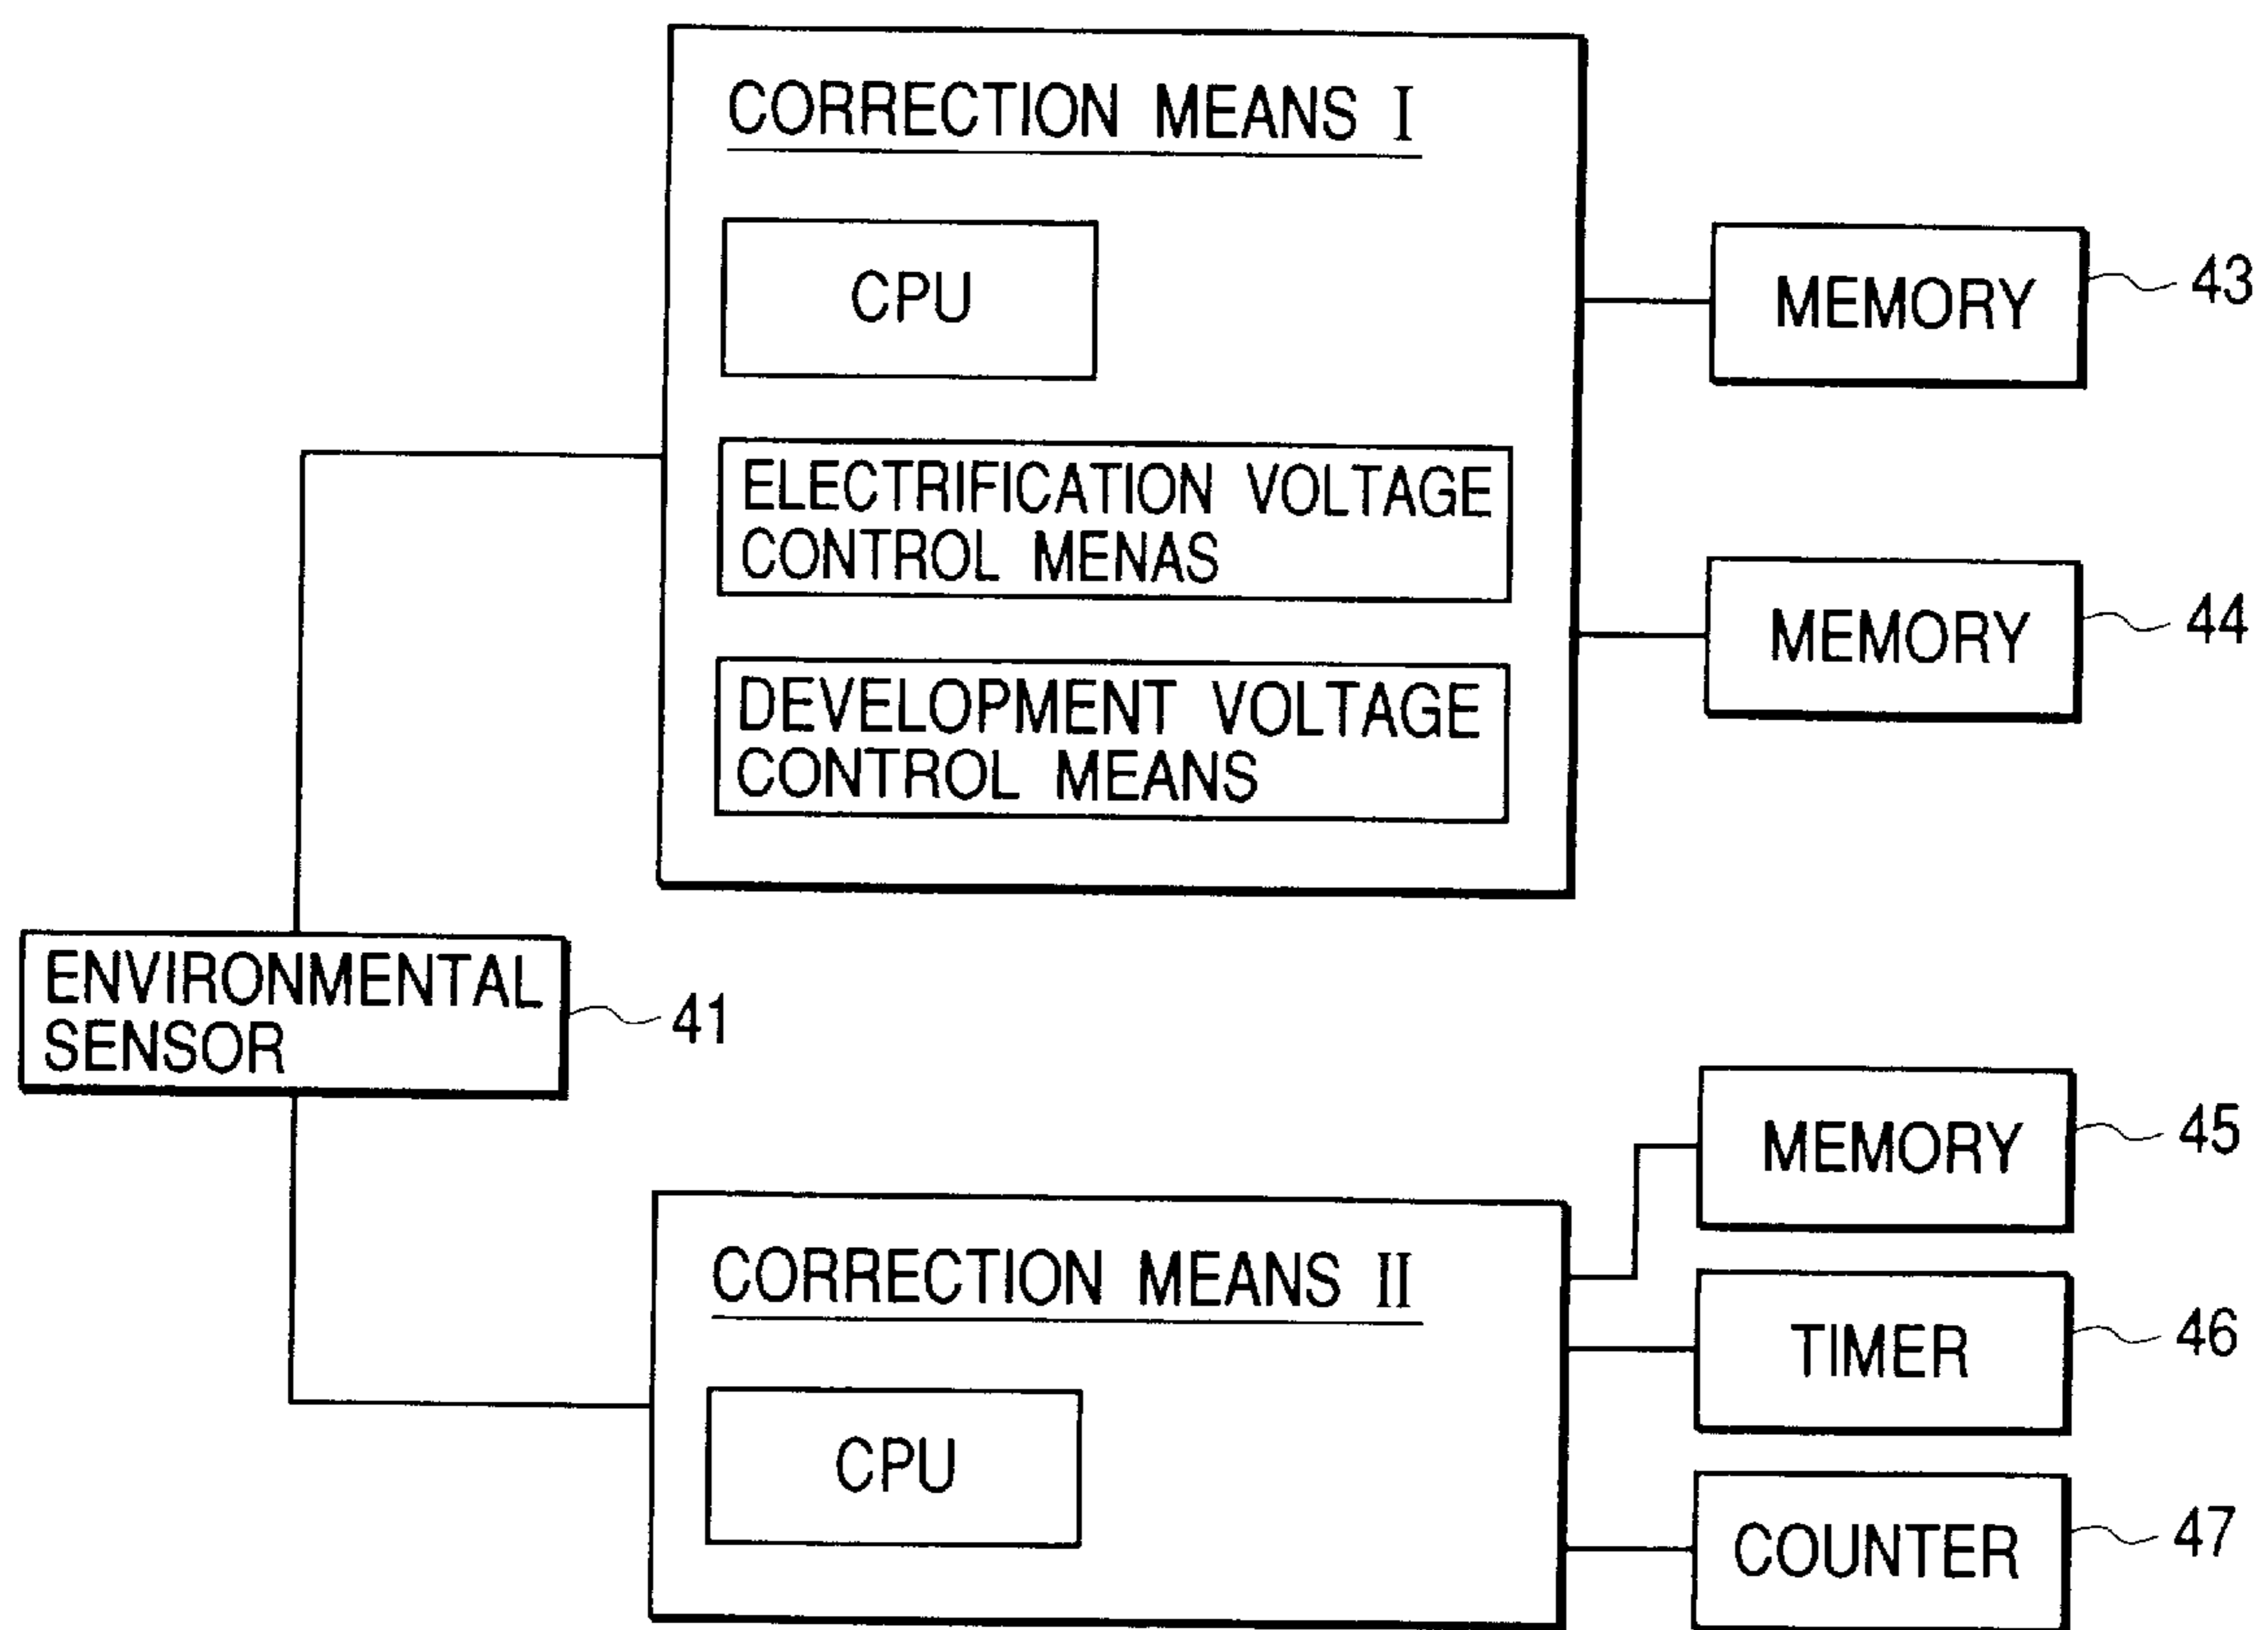 CORRECTION MEANS I
CPU
ELECTRIFICATION VOLTAGE
CONTROL MENAS
DEVELOPMENT VOLTAGE
CONTROL MEANS
MEMORY
43
MEMORY
44
ENVIRONMENTAL
SENSOR
41
CORRECTION MEANS II
CPU
MEMORY
45
TIMER
46
COUNTER
47